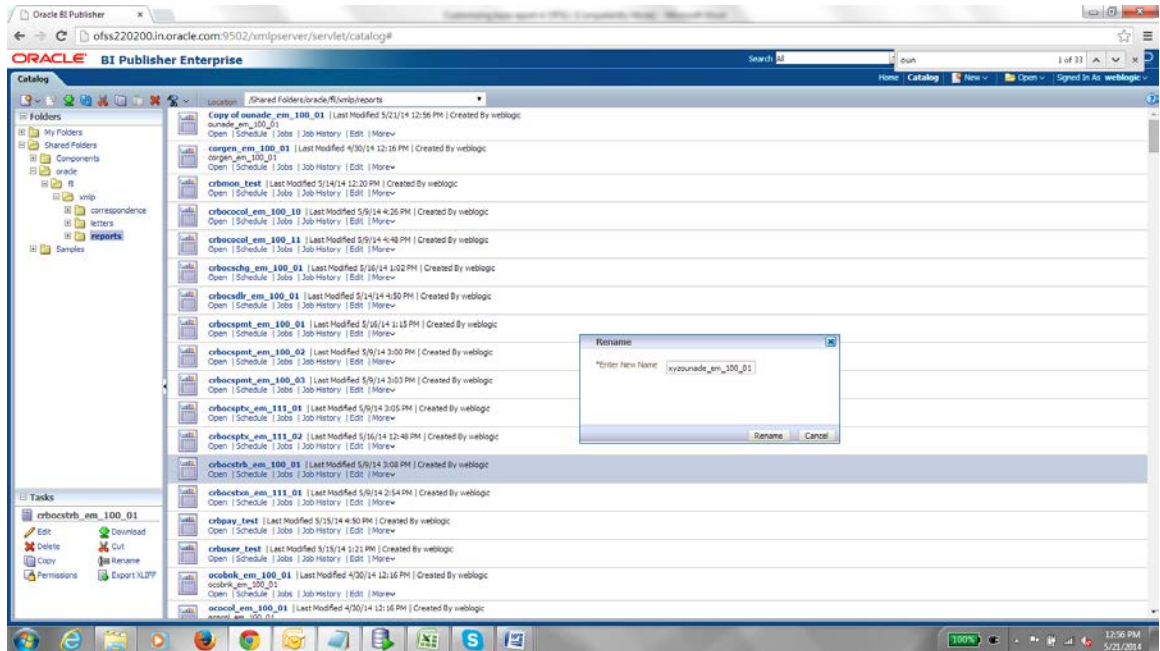 Oracle BI Publisher
ofss220200.in.oracle.com:9502/xmlpserver/servlet/catalog#
ORACLE BI Publisher Enterprise
Search All
oun
1 of 33
Catalog
Home Catalog New Open Signed In As weblogic
Location /Shared Folders/oracle/fll/xmlp/reports
Folders
My Folders
Shared Folders
Components
oracle
fll
xmlp
correspondence
letters
reports
Samples
Copy of ounade_em_100_01 | Last Modified 5/21/14 12:56 PM | Created By weblogic
ounade_em_100_01
Open | Schedule | Jobs | Job History | Edit | More
corgen_em_100_01 | Last Modified 4/30/14 12:16 PM | Created By weblogic
corgen_em_100_01
Open | Schedule | Jobs | Job History | Edit | More
crbmon_test | Last Modified 5/14/14 12:20 PM | Created By weblogic
Open | Schedule | Jobs | Job History | Edit | More
crbococol_em_100_10 | Last Modified 5/9/14 4:26 PM | Created By weblogic
Open | Schedule | Jobs | Job History | Edit | More
crbococol_em_100_11 | Last Modified 5/9/14 4:48 PM | Created By weblogic
Open | Schedule | Jobs | Job History | Edit | More
crbocschg_em_100_01 | Last Modified 5/16/14 1:02 PM | Created By weblogic
Open | Schedule | Jobs | Job History | Edit | More
crbocsdlr_em_100_01 | Last Modified 5/14/14 4:50 PM | Created By weblogic
Open | Schedule | Jobs | Job History | Edit | More
crbocspmt_em_100_01 | Last Modified 5/16/14 1:15 PM | Created By weblogic
Open | Schedule | Jobs | Job History | Edit | More
crbocspmt_em_100_02 | Last Modified 5/9/14 3:00 PM | Created By weblogic
Open | Schedule | Jobs | Job History | Edit | More
crbocspmt_em_100_03 | Last Modified 5/9/14 3:03 PM | Created By weblogic
Open | Schedule | Jobs | Job History | Edit | More
crbocsptx_em_111_01 | Last Modified 5/9/14 3:05 PM | Created By weblogic
Open | Schedule | Jobs | Job History | Edit | More
crbocsptx_em_111_02 | Last Modified 5/16/14 12:48 PM | Created By weblogic
Open | Schedule | Jobs | Job History | Edit | More
crbocstrb_em_100_01 | Last Modified 5/9/14 3:08 PM | Created By weblogic
Open | Schedule | Jobs | Job History | Edit | More
crbocstxn_em_111_01 | Last Modified 5/9/14 2:54 PM | Created By weblogic
Open | Schedule | Jobs | Job History | Edit | More
crbpay_test | Last Modified 5/15/14 4:50 PM | Created By weblogic
Open | Schedule | Jobs | Job History | Edit | More
crbuser_test | Last Modified 5/15/14 1:21 PM | Created By weblogic
Open | Schedule | Jobs | Job History | Edit | More
ocobnk_em_100_01 | Last Modified 4/30/14 12:16 PM | Created By weblogic
ocobnk_em_100_01
Open | Schedule | Jobs | Job History | Edit | More
ococol_em_100_01 | Last Modified 4/30/14 12:16 PM | Created By weblogic
Rename
*Enter New Name xyzounade_em_100_01
Rename Cancel
Tasks
crbocstrb_em_100_01
Edit Download
Delete Cut
Copy Rename
Permissions Export XLIFF
100%
12:56 PM
5/21/2014